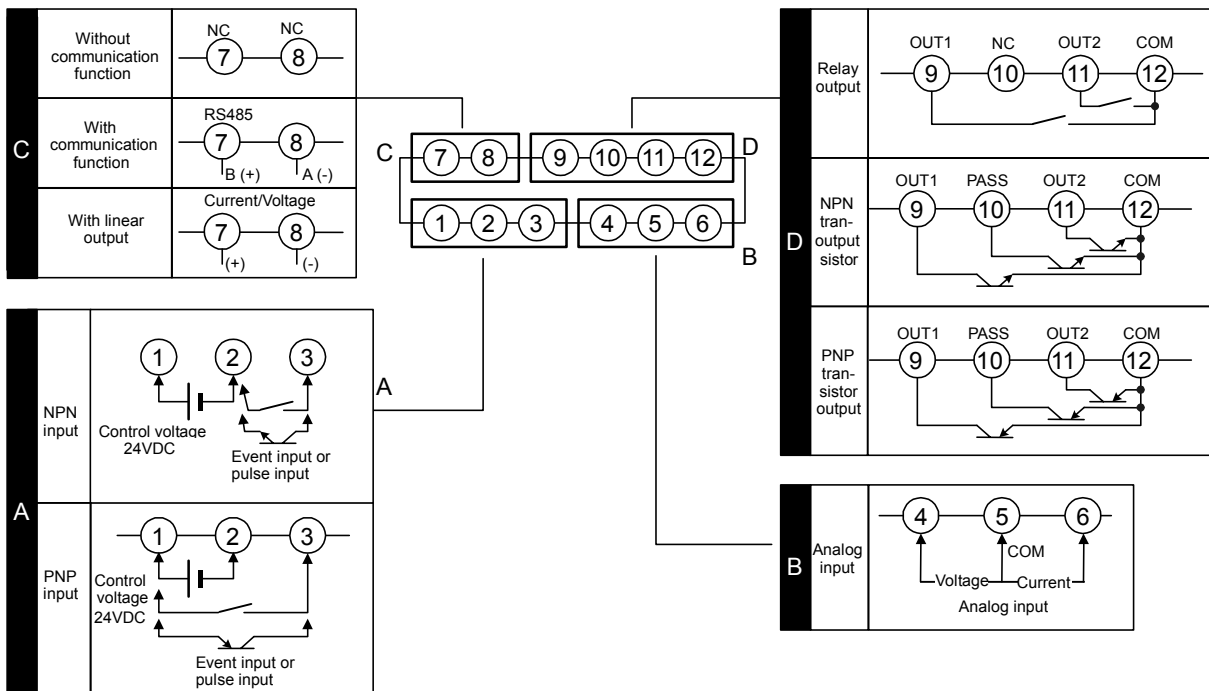 C
Without
communication
function
NC NC
7 8
With
communication
function
RS485
7 8
B (+) A (-)
With linear
output
Current/Voltage
7 8
(+) (-)
C 7 8 9 10 11 12 D
1 2 3 4 5 6
B
A
NPN
input
1 2 3
Control voltage
24VDC
Event input or
pulse input
A
PNP
input
1 2 3
Control
voltage
24VDC
Event input or
pulse input
D
Relay
output
OUT1 NC OUT2 COM
9 10 11 12
NPN
tran-
output
sistor
OUT1 PASS OUT2 COM
9 10 11 12
PNP
tran-
sistor
output
OUT1 PASS OUT2 COM
9 10 11 12
B
Analog
input
4 5 6
COM
Voltage Current
Analog input